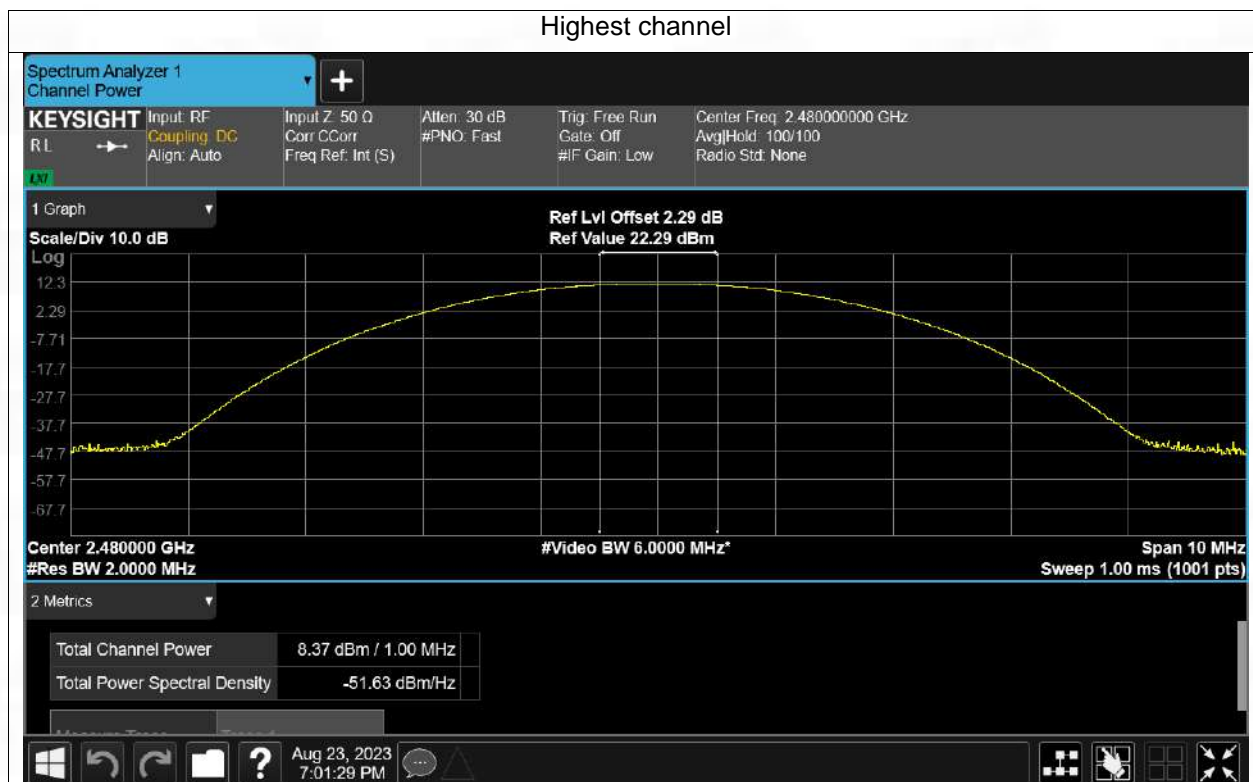 Highest channel
Spectrum Analyzer 1
Channel Power
KEYSIGHT
R L
LXI
Input: RF
Coupling: DC
Align: Auto
Input Z: 50 Ω
Corr CCorr
Freq Ref: Int (S)
Atten: 30 dB
#PNO: Fast
Trig: Free Run
Gate: Off
#IF Gain: Low
Center Freq: 2.480000000 GHz
Avg|Hold: 100/100
Radio Std: None
1 Graph
Scale/Div 10.0 dB
Ref Lvl Offset 2.29 dB
Ref Value 22.29 dBm
Log
12.3
2.29
-7.71
-17.7
-27.7
-37.7
-47.7
-57.7
-67.7
Center 2.480000 GHz
#Video BW 6.0000 MHz*
Span 10 MHz
#Res BW 2.0000 MHz
Sweep 1.00 ms (1001 pts)
2 Metrics
Total Channel Power 8.37 dBm / 1.00 MHz
Total Power Spectral Density -51.63 dBm/Hz
?
Aug 23, 2023
7:01:29 PM